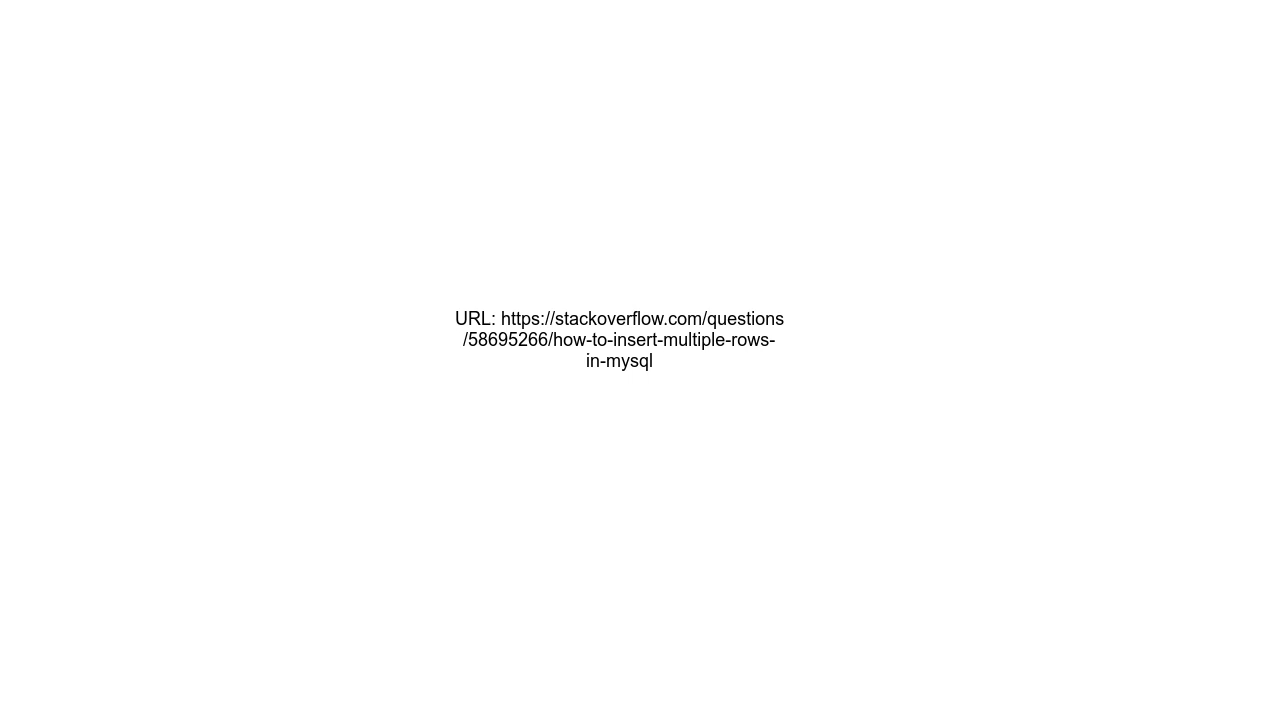 URL: https://stackoverflow.com/questions
/58695266/how-to-insert-multiple-rows-
in-mysql